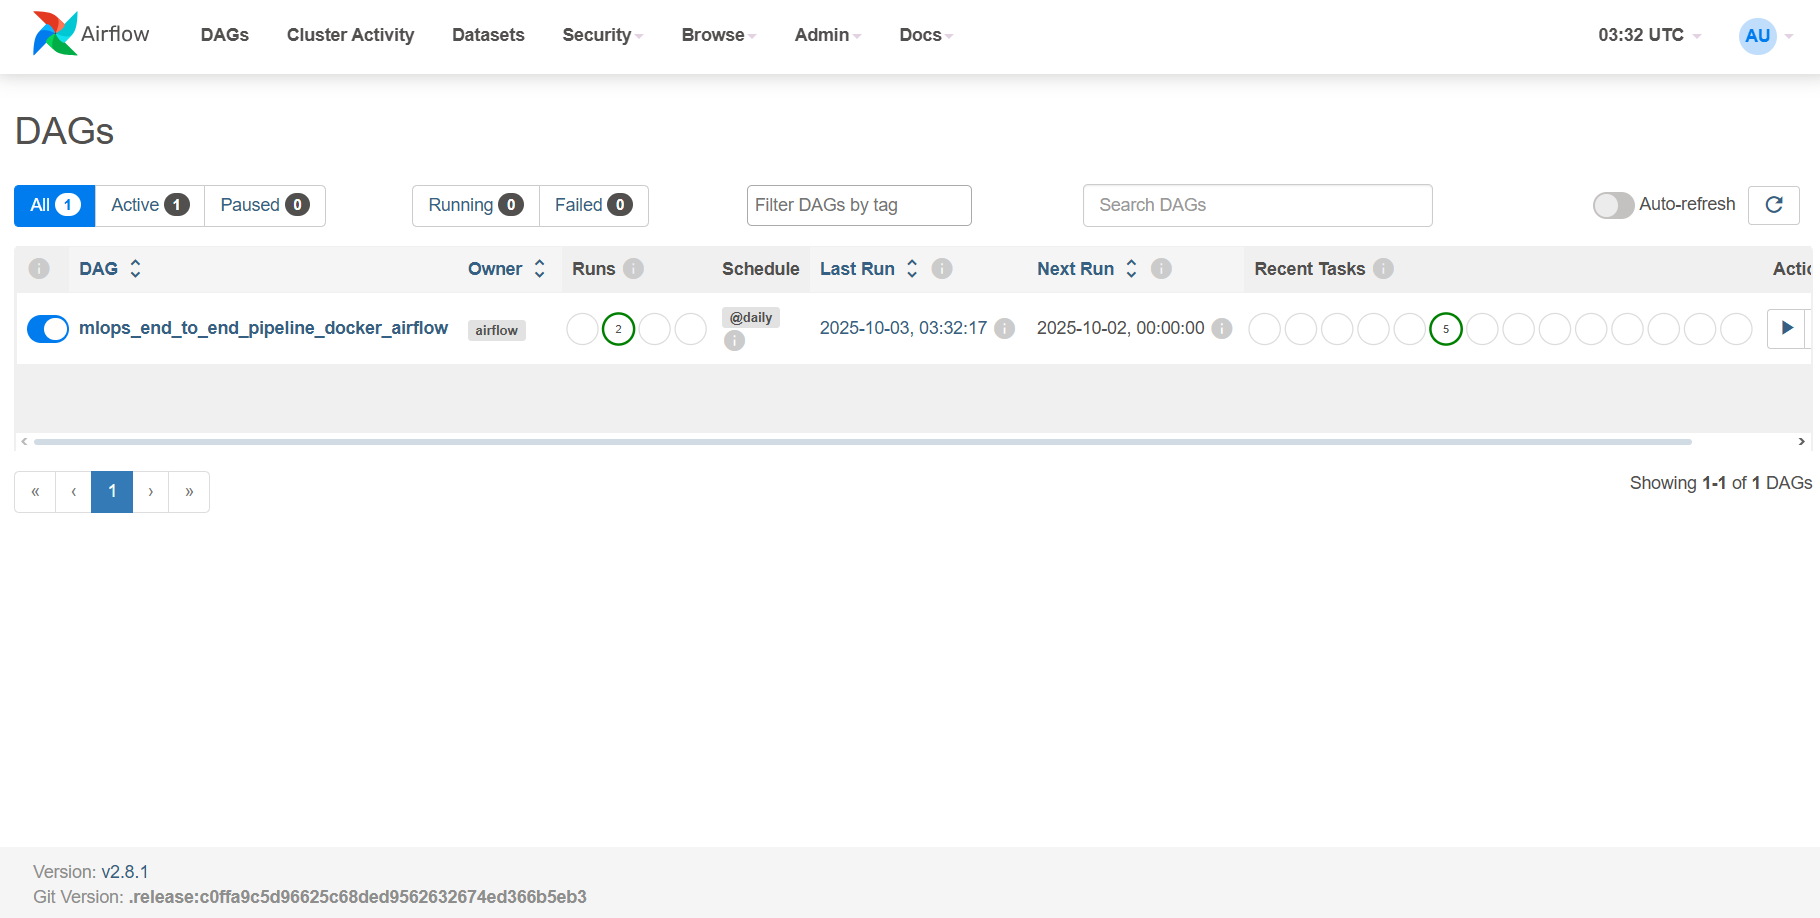 Airflow DAGs Cluster Activity Datasets Security Browse Admin Docs 03:32 UTC AU
DAGs
All 1 Active 1 Paused 0 Running 0 Failed 0 Filter DAGs by tag Search DAGs Auto-refresh
i DAG Owner Runs i Schedule Last Run i Next Run i Recent Tasks i Actio
mlops_end_to_end_pipeline_docker_airflow airflow 2 @daily i 2025-10-03, 03:32:17 i 2025-10-02, 00:00:00 i 5
« ‹ 1 › » Showing 1-1 of 1 DAGs
Version: v2.8.1
Git Version: .release:c0ffa9c5d96625c68ded9562632674ed366b5eb3